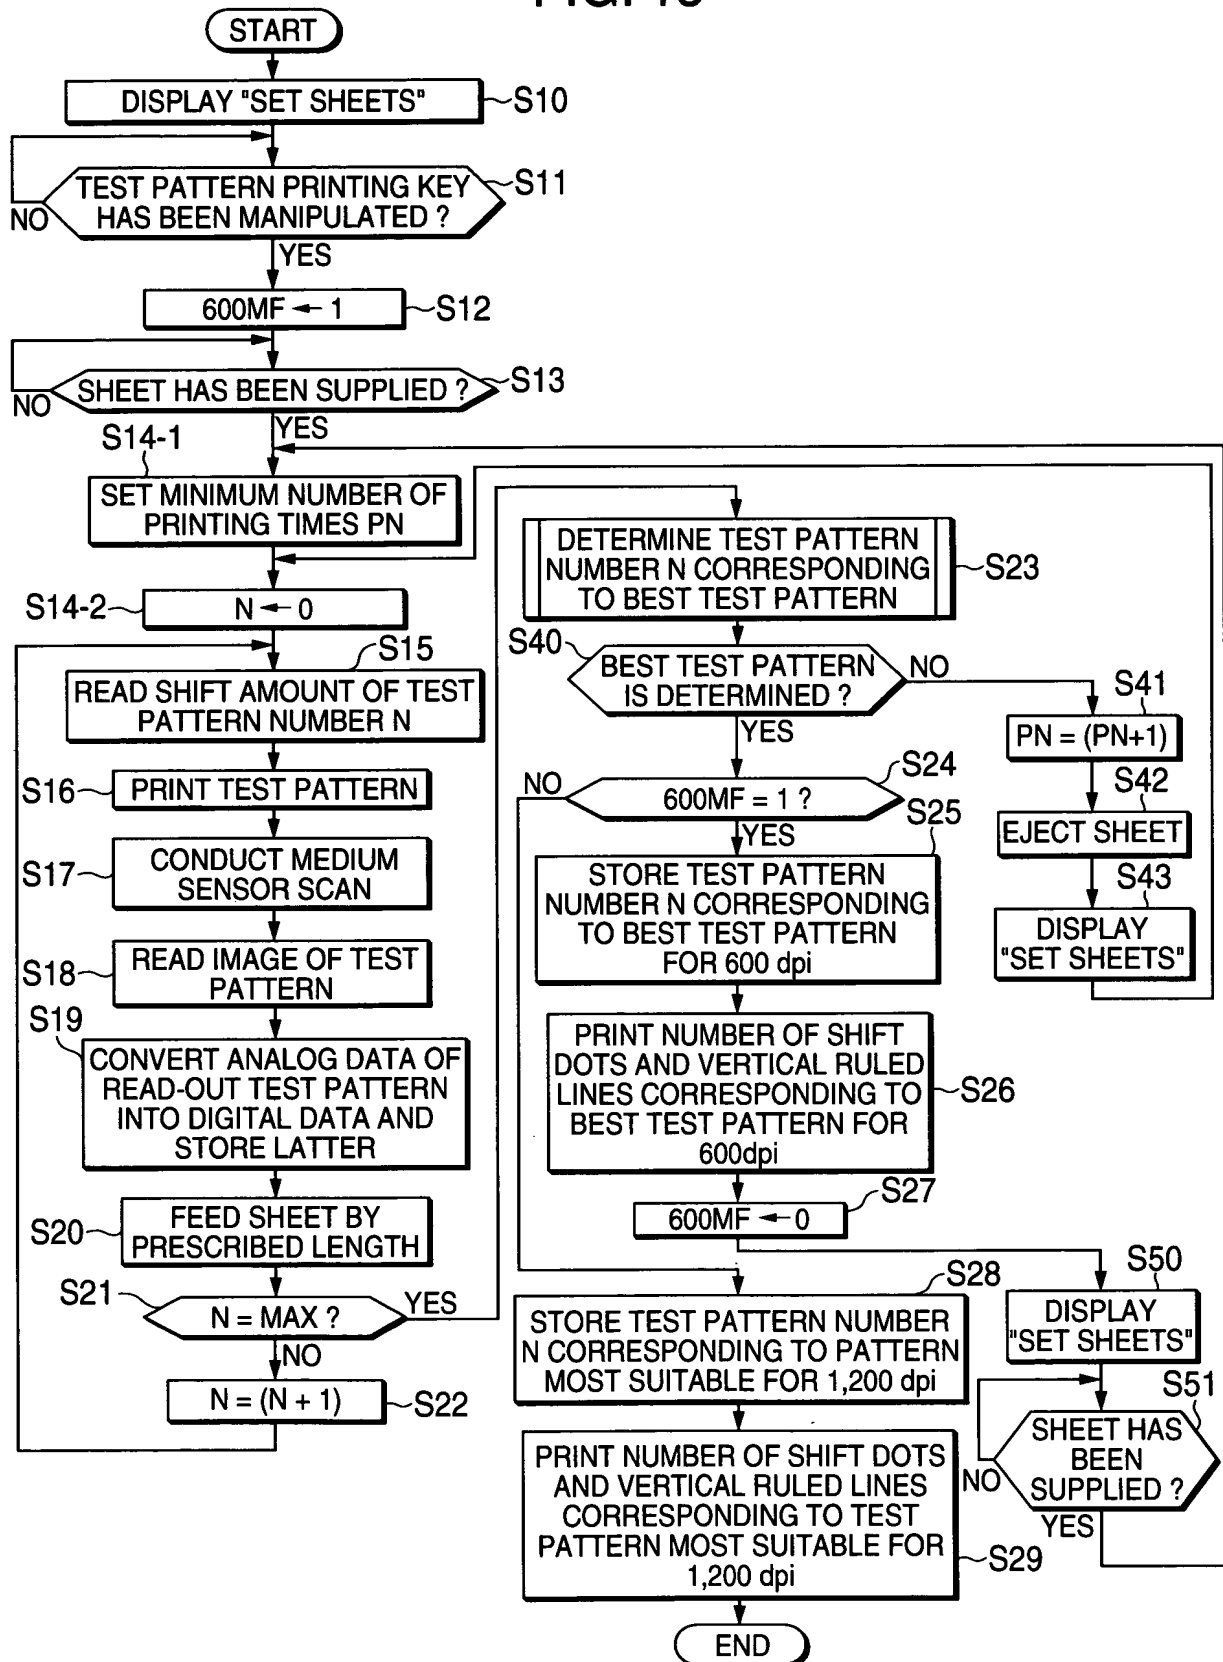 START
DISPLAY "SET SHEETS"
S10
TEST PATTERN PRINTING KEY
HAS BEEN MANIPULATED ?
S11
NO
YES
600MF ← 1
S12
SHEET HAS BEEN SUPPLIED ?
S13
NO
YES
S14-1
SET MINIMUM NUMBER OF
PRINTING TIMES PN
S14-2
N ← 0
S15
READ SHIFT AMOUNT OF TEST
PATTERN NUMBER N
S16
PRINT TEST PATTERN
S17
CONDUCT MEDIUM
SENSOR SCAN
S18
READ IMAGE OF TEST
PATTERN
S19
CONVERT ANALOG DATA OF
READ-OUT TEST PATTERN
INTO DIGITAL DATA AND
STORE LATTER
S20
FEED SHEET BY
PRESCRIBED LENGTH
S21
N = MAX ?
YES
NO
N = (N + 1)
S22
DETERMINE TEST PATTERN
NUMBER N CORRESPONDING
TO BEST TEST PATTERN
S23
S40
BEST TEST PATTERN
IS DETERMINED ?
NO
YES
S41
PN = (PN+1)
S42
EJECT SHEET
S43
DISPLAY
"SET SHEETS"
S24
NO
600MF = 1 ?
YES
S25
STORE TEST PATTERN
NUMBER N CORRESPONDING
TO BEST TEST PATTERN
FOR 600 dpi
PRINT NUMBER OF SHIFT
DOTS AND VERTICAL RULED
LINES CORRESPONDING TO
BEST TEST PATTERN FOR
600dpi
S26
S27
600MF ← 0
S28
STORE TEST PATTERN NUMBER
N CORRESPONDING TO PATTERN
MOST SUITABLE FOR 1,200 dpi
PRINT NUMBER OF SHIFT DOTS
AND VERTICAL RULED LINES
CORRESPONDING TO TEST
PATTERN MOST SUITABLE FOR
1,200 dpi
S29
END
S50
DISPLAY
"SET SHEETS"
S51
SHEET HAS
BEEN
SUPPLIED ?
NO
YES